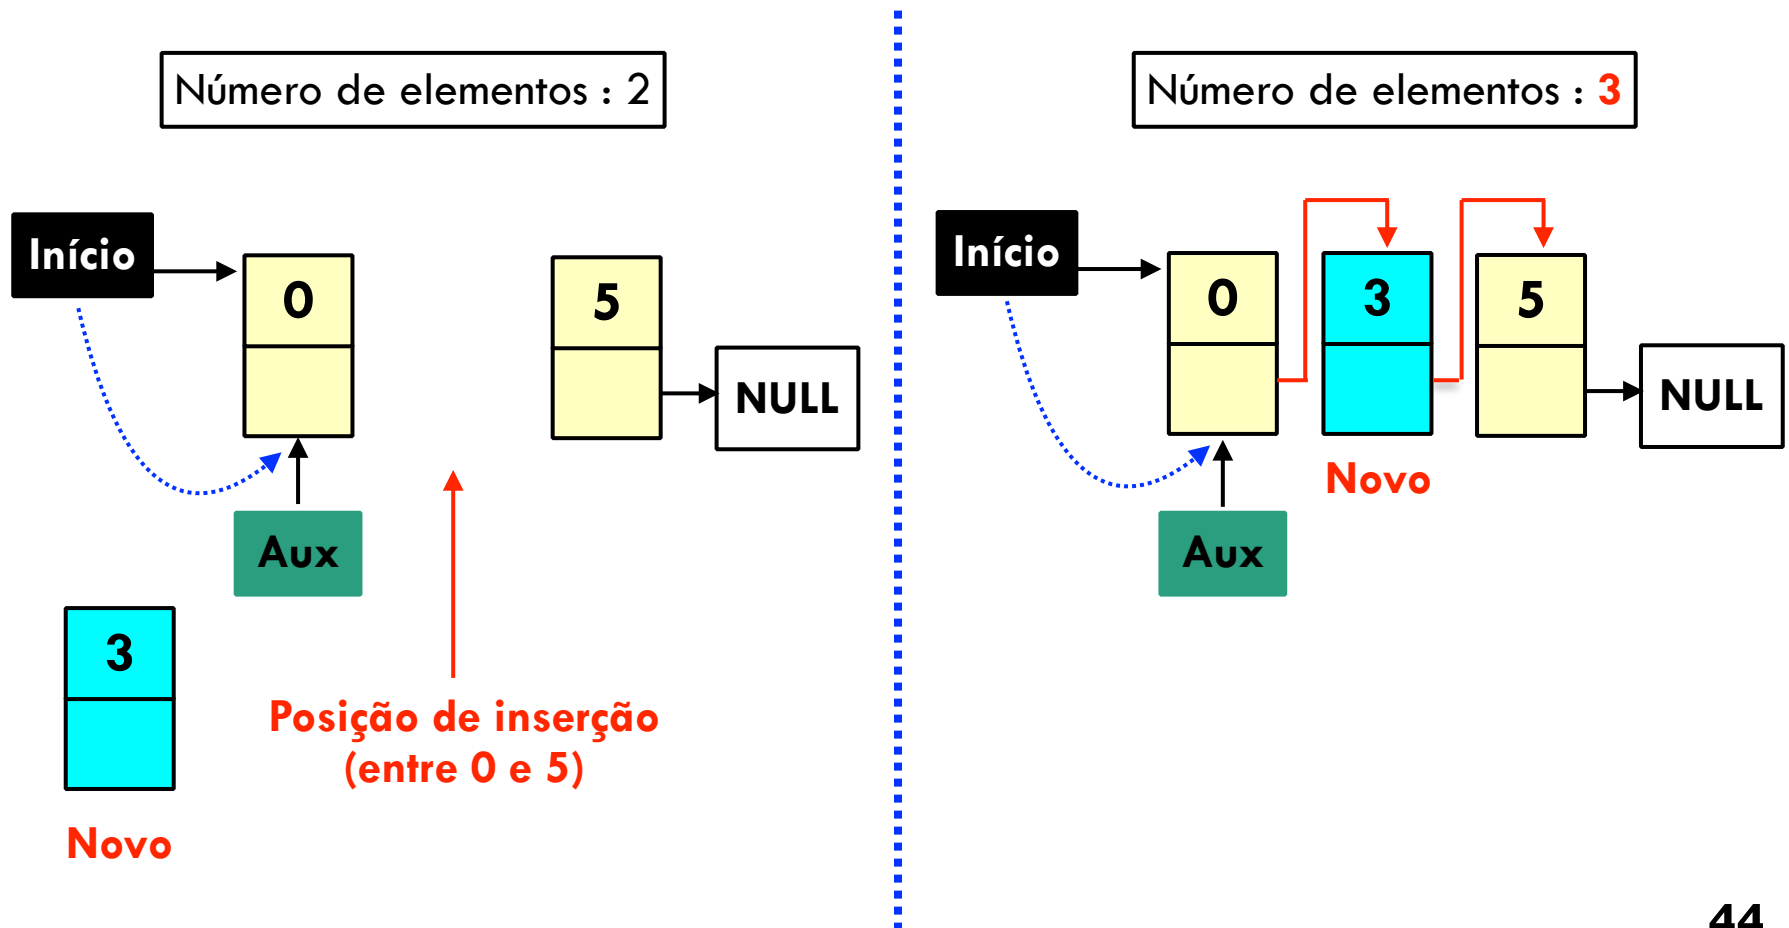 Número de elementos : 2
Início
0
5
NULL
Aux
3
Posição de inserção
(entre 0 e 5)
Novo
Número de elementos : 3
Início
0
3
5
NULL
Novo
Aux
44